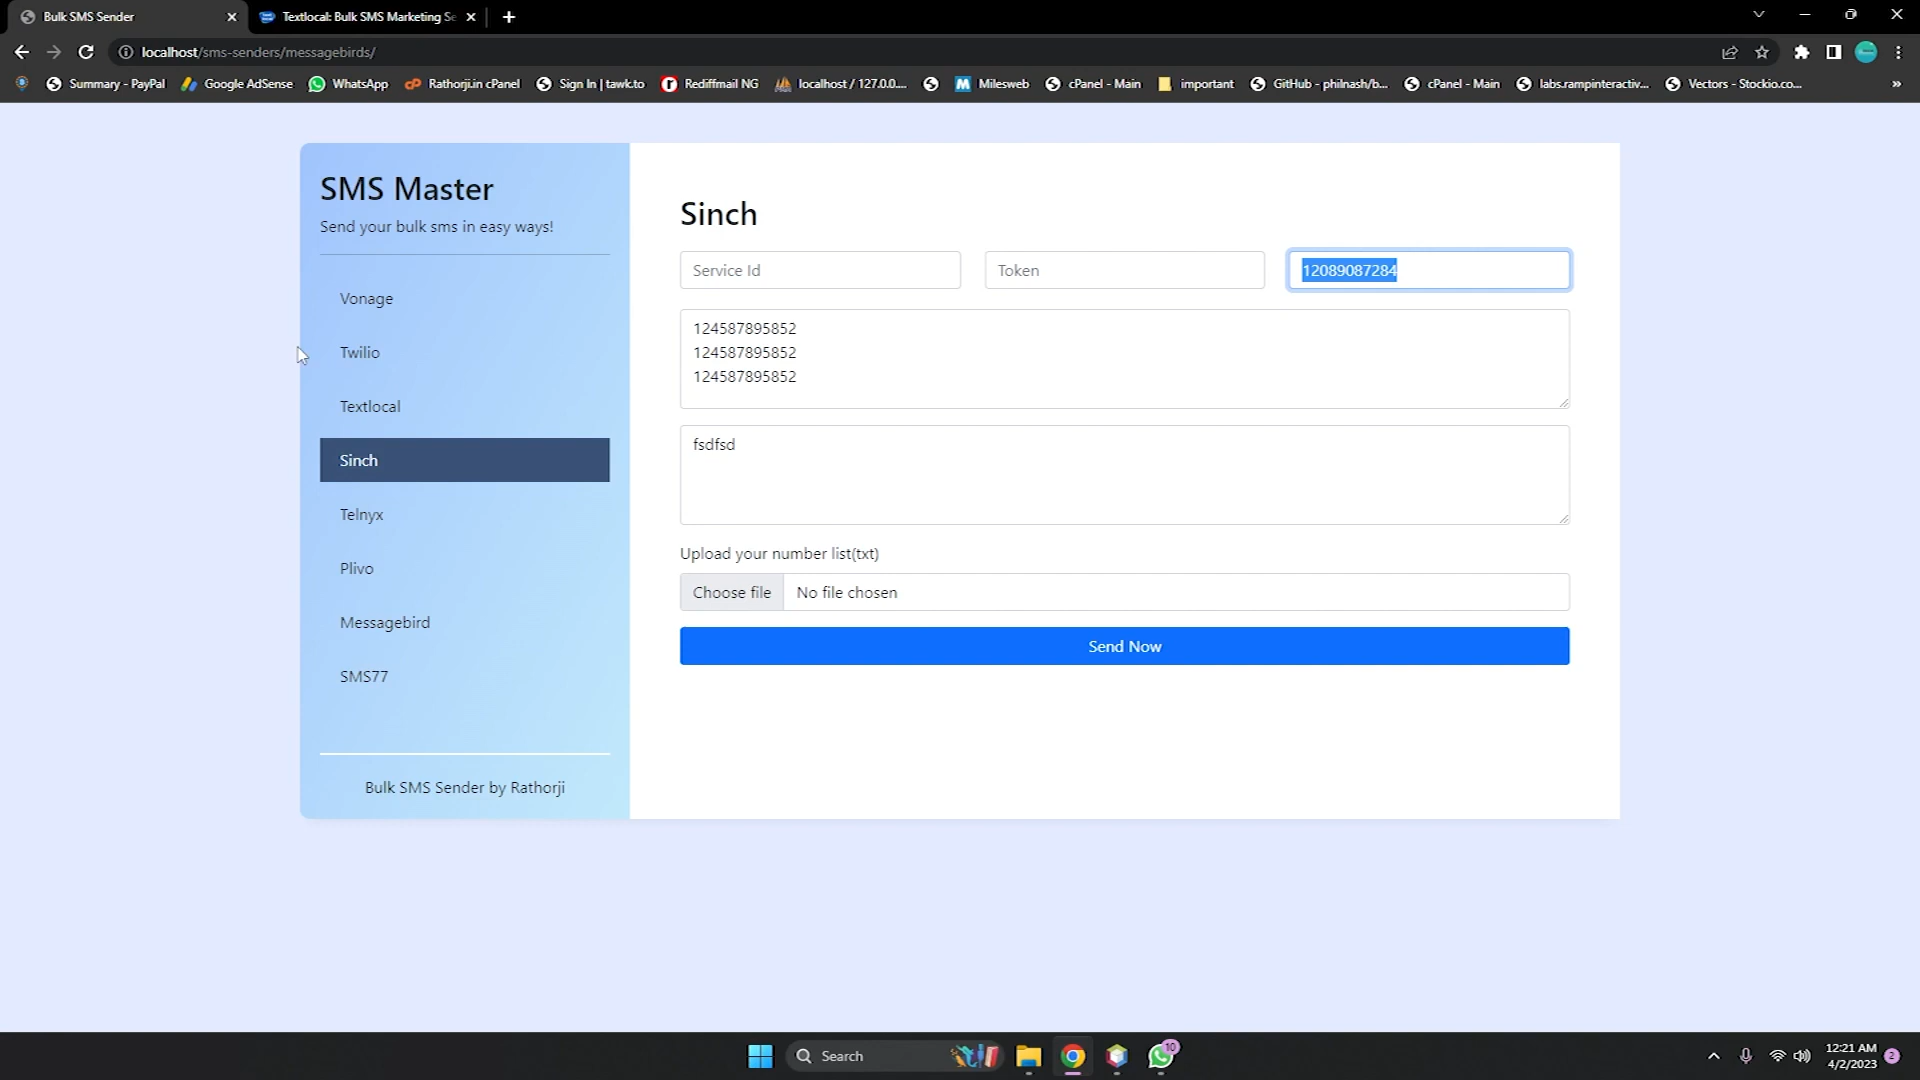 Bulk SMS Sender
Textlocal: Bulk SMS Marketing Se
localhost/sms-senders/messagebirds/
Summary - PayPal
Google AdSense
WhatsApp
Rathorji.in cPanel
Sign In | tawk.to
Rediffmail NG
localhost / 127.0.0....
Milesweb
cPanel - Main
important
GitHub - philnash/b...
cPanel - Main
labs.rampinteractiv...
Vectors - Stockio.co...
»
SMS Master
Send your bulk sms in easy ways!
Vonage
Twilio
Textlocal
Sinch
Telnyx
Plivo
Messagebird
SMS77
Bulk SMS Sender by Rathorji
Sinch
Service Id
Token
12089087284
124587895852
124587895852
124587895852
fsdfsd
Upload your number list(txt)
Choose file
No file chosen
Send Now
Search
10
12:21 AM
4/2/2023
2